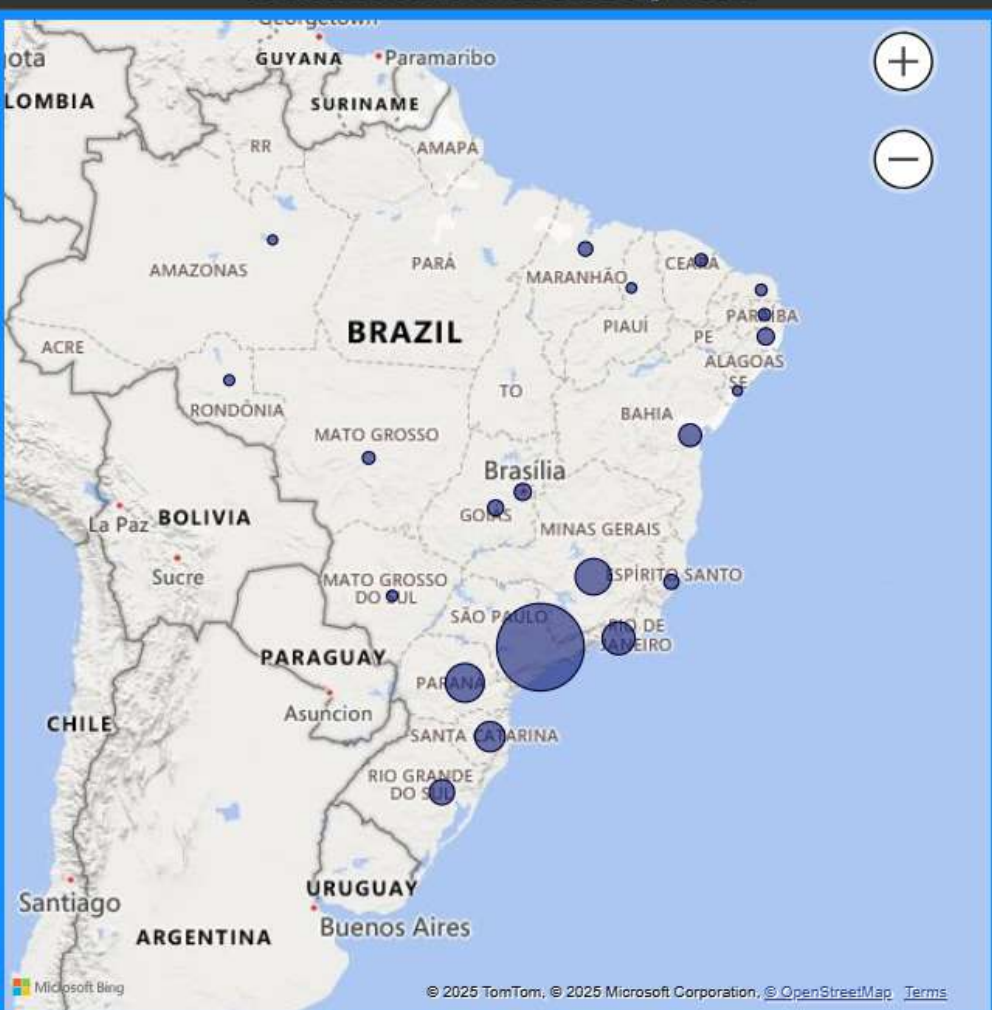 Georgetown
GUYANA
Paramaribo
LOMBIA
SURINAME
RR
AMAPÁ
AMAZONAS
PARÁ
MARANHÃO
CEARÁ
BRAZIL
PIAUÍ
PARAÍBA
PE
ACRE
ALAGOAS
SE
TO
RONDÔNIA
BAHIA
MATO GROSSO
Brasília
GOIÁS
MINAS GERAIS
La Paz
BOLIVIA
Sucre
MATO GROSSO
DO SUL
ESPÍRITO SANTO
SÃO PAULO
RIO DE
JANEIRO
PARAGUAY
PARANÁ
Asuncion
CHILE
SANTA CATARINA
RIO GRANDE
DO SUL
URUGUAY
Santiago
Buenos Aires
ARGENTINA
Microsoft Bing
© 2025 TomTom, © 2025 Microsoft Corporation, © OpenStreetMap Terms